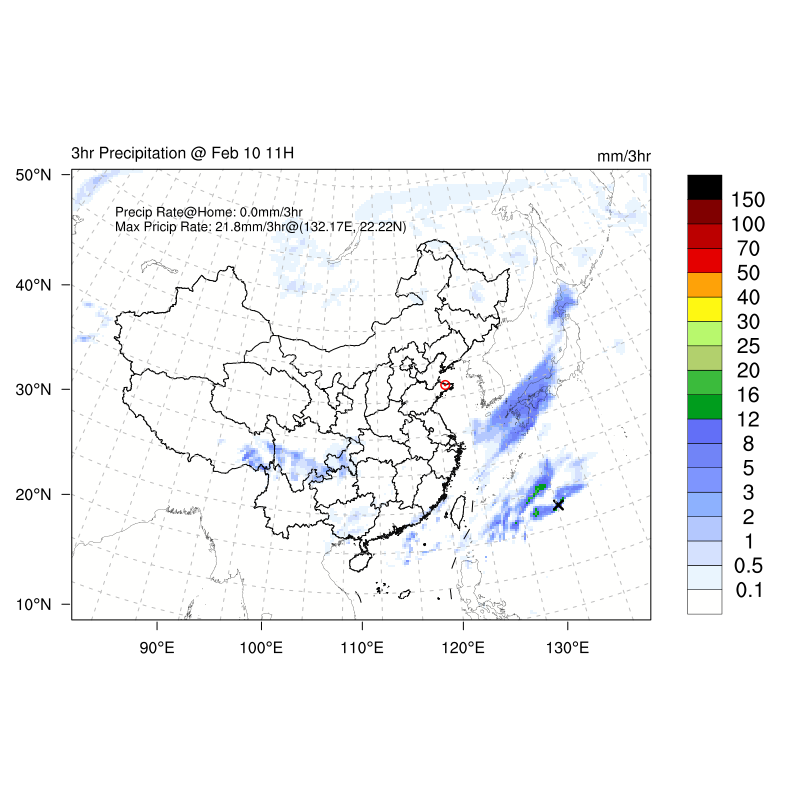 3hr Precipitation @ Feb 10 11H
mm/3hr
Precip Rate@Home: 0.0mm/3hr
Max Pricip Rate: 21.8mm/3hr@(132.17E, 22.22N)
50°N
40°N
30°N
20°N
10°N
90°E
100°E
110°E
120°E
130°E
150
100
70
50
40
30
25
20
16
12
8
5
3
2
1
0.5
0.1